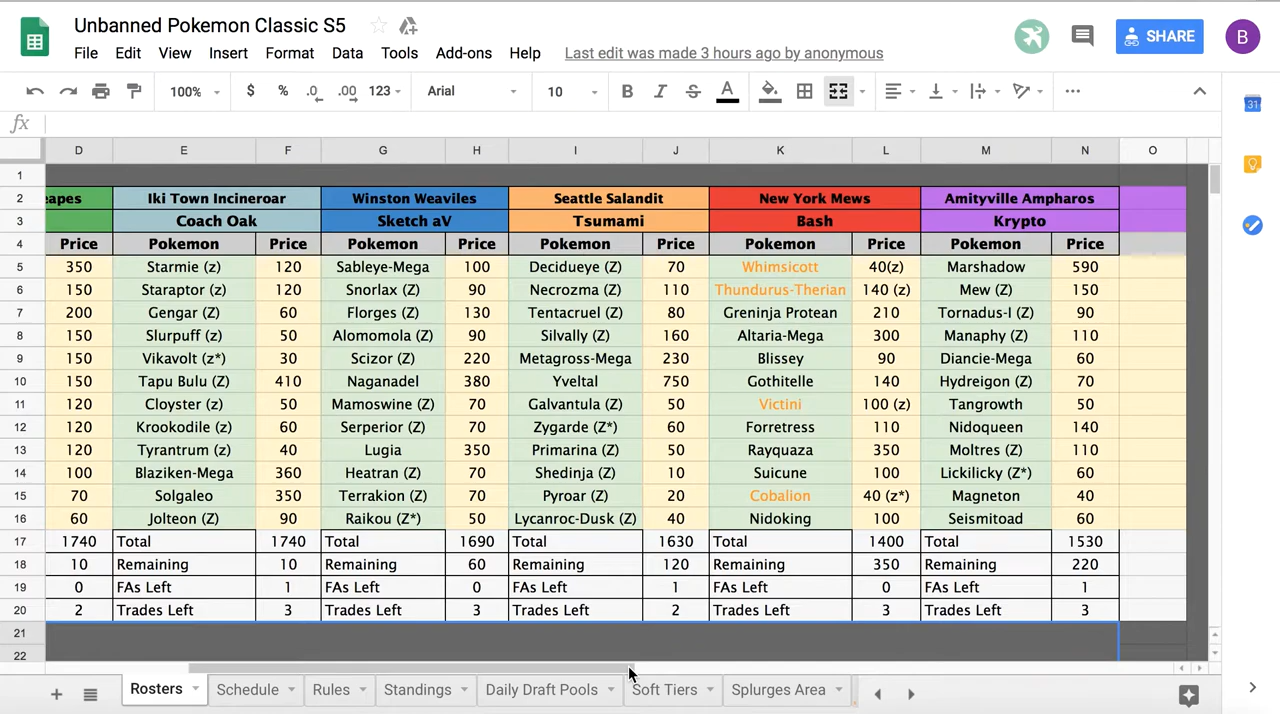 Unbanned Pokemon Classic S5
File Edit View Insert Format Data Tools Add-ons Help Last edit was made 3 hours ago by anonymous
SHARE
B
100% $ % .0 .00 123 Arial 10 B I S A
31
fx
D E F G H I J K L M N O
1
2 eapes Iki Town Incineroar Winston Weaviles Seattle Salandit New York Mews Amityville Ampharos
3 Coach Oak Sketch aV Tsumami Bash Krypto
4 Price Pokemon Price Pokemon Price Pokemon Price Pokemon Price Pokemon Price
5 350 Starmie (z) 120 Sableye-Mega 100 Decidueye (Z) 70 Whimsicott 40(z) Marshadow 590
6 150 Staraptor (z) 120 Snorlax (Z) 90 Necrozma (Z) 110 Thundurus-Therian 140 (z) Mew (Z) 150
7 200 Gengar (Z) 60 Florges (Z) 130 Tentacruel (Z) 80 Greninja Protean 210 Tornadus-I (Z) 90
8 150 Slurpuff (z) 50 Alomomola (Z) 90 Silvally (Z) 160 Altaria-Mega 300 Manaphy (Z) 110
9 150 Vikavolt (z*) 30 Scizor (Z) 220 Metagross-Mega 230 Blissey 90 Diancie-Mega 60
10 150 Tapu Bulu (Z) 410 Naganadel 380 Yveltal 750 Gothitelle 140 Hydreigon (Z) 70
11 120 Cloyster (z) 50 Mamoswine (Z) 70 Galvantula (Z) 50 Victini 100 (z) Tangrowth 50
12 120 Krookodile (z) 60 Serperior (Z) 70 Zygarde (Z*) 60 Forretress 110 Nidoqueen 140
13 120 Tyrantrum (z) 40 Lugia 350 Primarina (Z) 50 Rayquaza 350 Moltres (Z) 110
14 100 Blaziken-Mega 360 Heatran (Z) 70 Shedinja (Z) 10 Suicune 100 Lickilicky (Z*) 60
15 70 Solgaleo 350 Terrakion (Z) 70 Pyroar (Z) 20 Cobalion 40 (z*) Magneton 40
16 60 Jolteon (Z) 90 Raikou (Z*) 50 Lycanroc-Dusk (Z) 40 Nidoking 100 Seismitoad 60
17 1740 Total 1740 Total 1690 Total 1630 Total 1400 Total 1530
18 10 Remaining 10 Remaining 60 Remaining 120 Remaining 350 Remaining 220
19 0 FAs Left 1 FAs Left 0 FAs Left 1 FAs Left 0 FAs Left 1
20 2 Trades Left 3 Trades Left 3 Trades Left 2 Trades Left 3 Trades Left 3
21
22
Rosters Schedule Rules Standings Daily Draft Pools Soft Tiers SplurgesArea